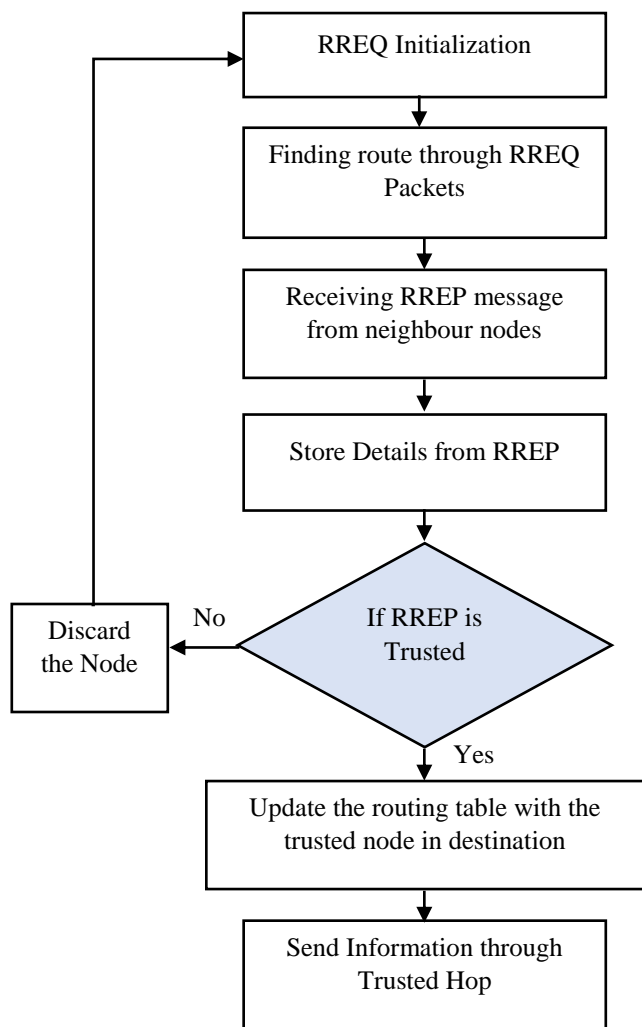 RREQ Initialization
Finding route through RREQ
Packets
Receiving RREP message
from neighbour nodes
Store Details from RREP
If RREP is
Trusted
No
Discard
the Node
Yes
Update the routing table with the
trusted node in destination
Send Information through
Trusted Hop